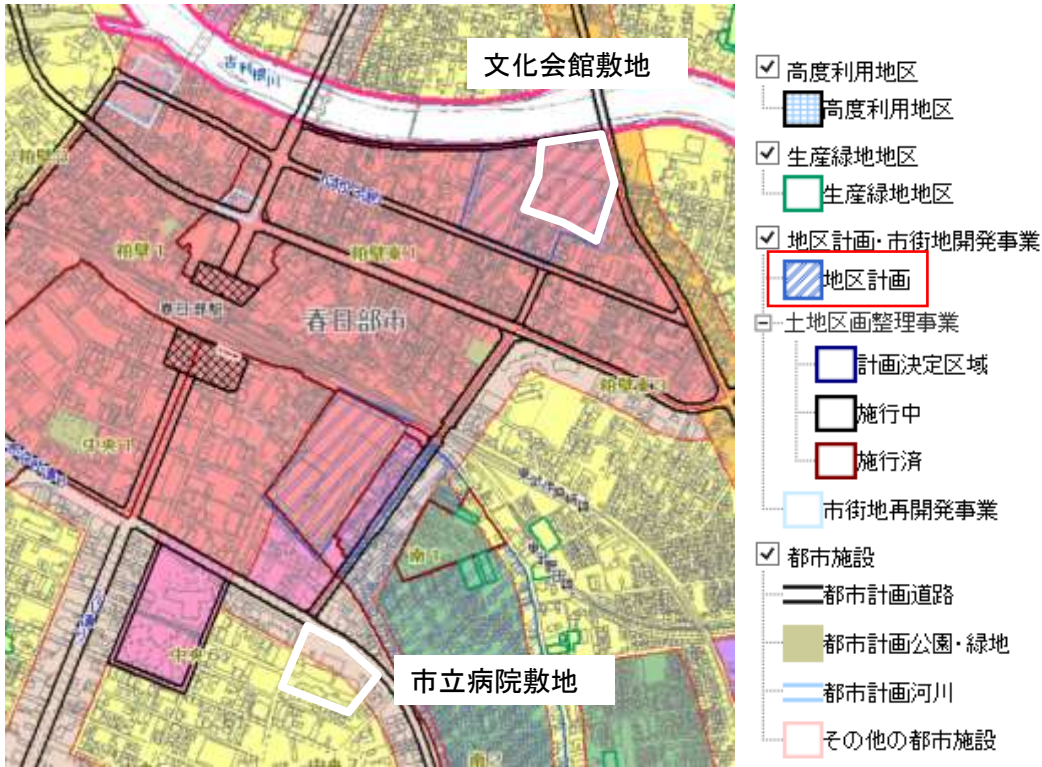 文化会館敷地
古利根川
粕壁1
粕壁東1
春日部駅
春日部市
粕壁東3
中央1
南1
中央6
市立病院敷地
南2
高度利用地区
高度利用地区
生産緑地地区
生産緑地地区
地区計画・市街地開発事業
地区計画
土地区画整理事業
計画決定区域
施行中
施行済
市街地再開発事業
都市施設
都市計画道路
都市計画公園・緑地
都市計画河川
その他の都市施設